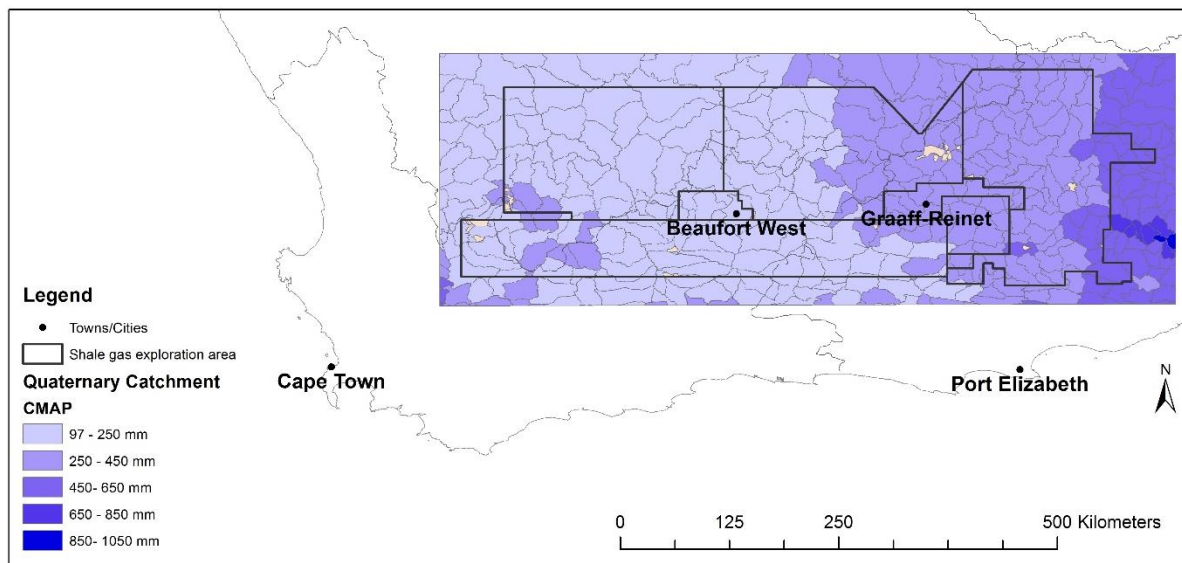 Beaufort West
Graaff-Reinet
Cape Town
Port Elizabeth
N
Legend
Towns/Cities
Shale gas exploration area
Quaternary Catchment
CMAP
97 - 250 mm
250 - 450 mm
450- 650 mm
650 - 850 mm
850- 1050 mm
0 125 250 500 Kilometers